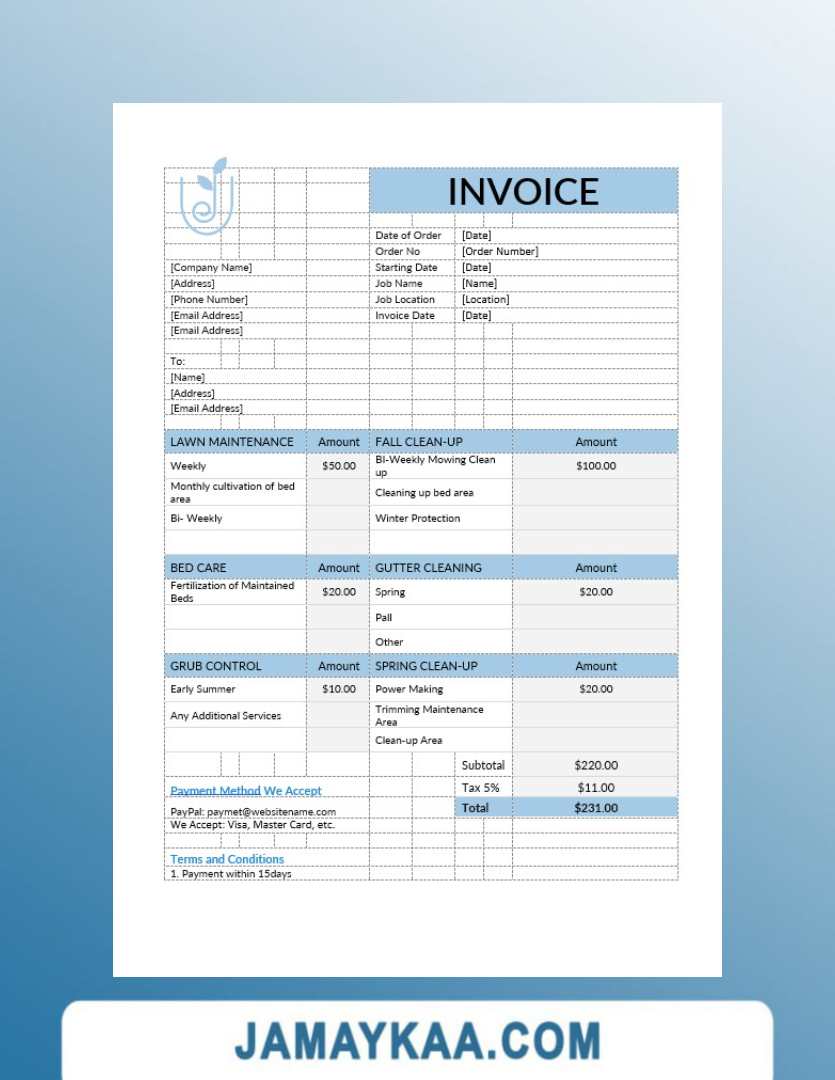 INVOICE
Date of Order [Date]
Order No [Order Number]
[Company Name] Starting Date [Date]
[Address] Job Name [Name]
[Phone Number] Job Location [Location]
[Email Address] Invoice Date [Date]
[Email Address]
To:
[Name]
[Address]
[Email Address]
LAWN MAINTENANCE Amount FALL CLEAN-UP Amount
Weekly $50.00 BI-Weekly Mowing Clean
up $100.00
Monthly cultivation of bed
area Cleaning up bed area
Bi- Weekly Winter Protection
BED CARE Amount GUTTER CLEANING Amount
Fertilization of Maintained
Beds $20.00 Spring $20.00
Pall
Other
GRUB CONTROL Amount SPRING CLEAN-UP Amount
Early Summer $10.00 Power Making $20.00
Any Additional Services Trimming Maintenance
Area
Clean-up Area
Subtotal $220.00
Payment Method We Accept Tax 5% $11.00
PayPal: paymet@websitename.com Total $231.00
We Accept: Visa, Master Card, etc.
Terms and Conditions
1. Payment within 15days
JAMAYKAA.COM